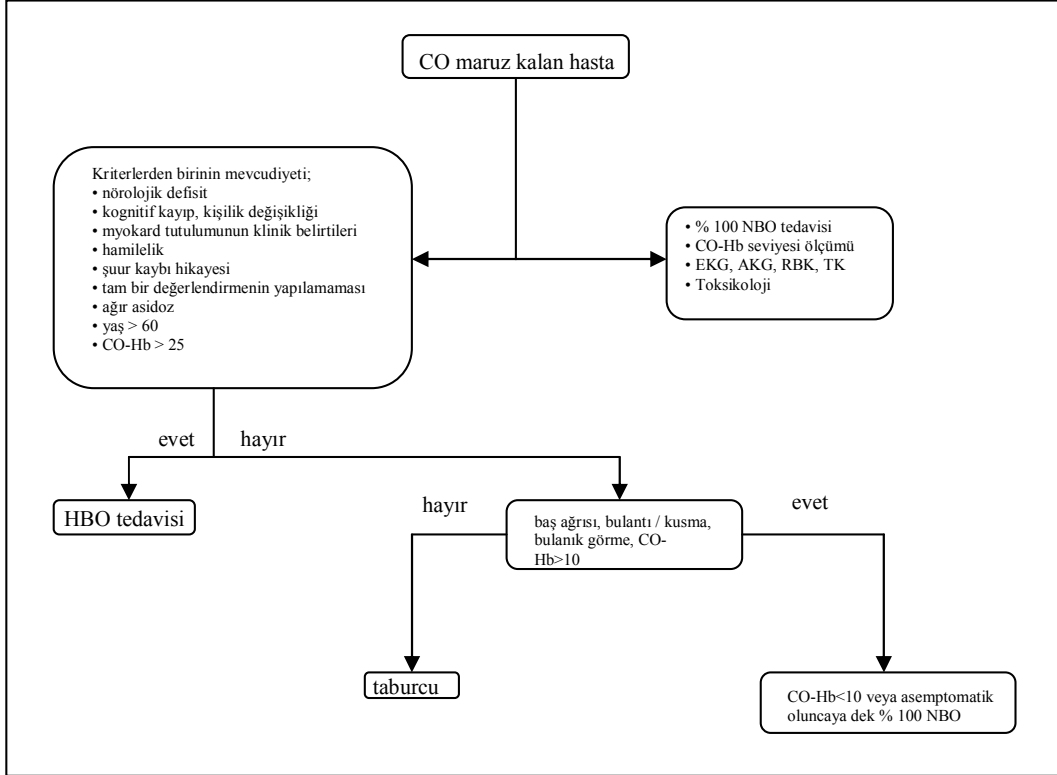 CO maruz kalan hasta
Kriterlerden birinin mevcudiyeti;
• nörolojik defisit
• kognitif kayıp, kişilik değişikliği
• myokard tutulumunun klinik belirtileri
• hamilelik
• şuur kaybı hikayesi
• tam bir değerlendirmenin yapılamaması
• ağır asidoz
• yaş > 60
• CO-Hb > 25
• % 100 NBO tedavisi
• CO-Hb seviyesi ölçümü
• EKG, AKG, RBK, TK
• Toksikoloji
evet
hayır
HBO tedavisi
hayır
baş ağrısı, bulantı / kusma,
bulanık görme, CO-
Hb>10
evet
taburcu
CO-Hb<10 veya asemptomatik
oluncaya dek % 100 NBO